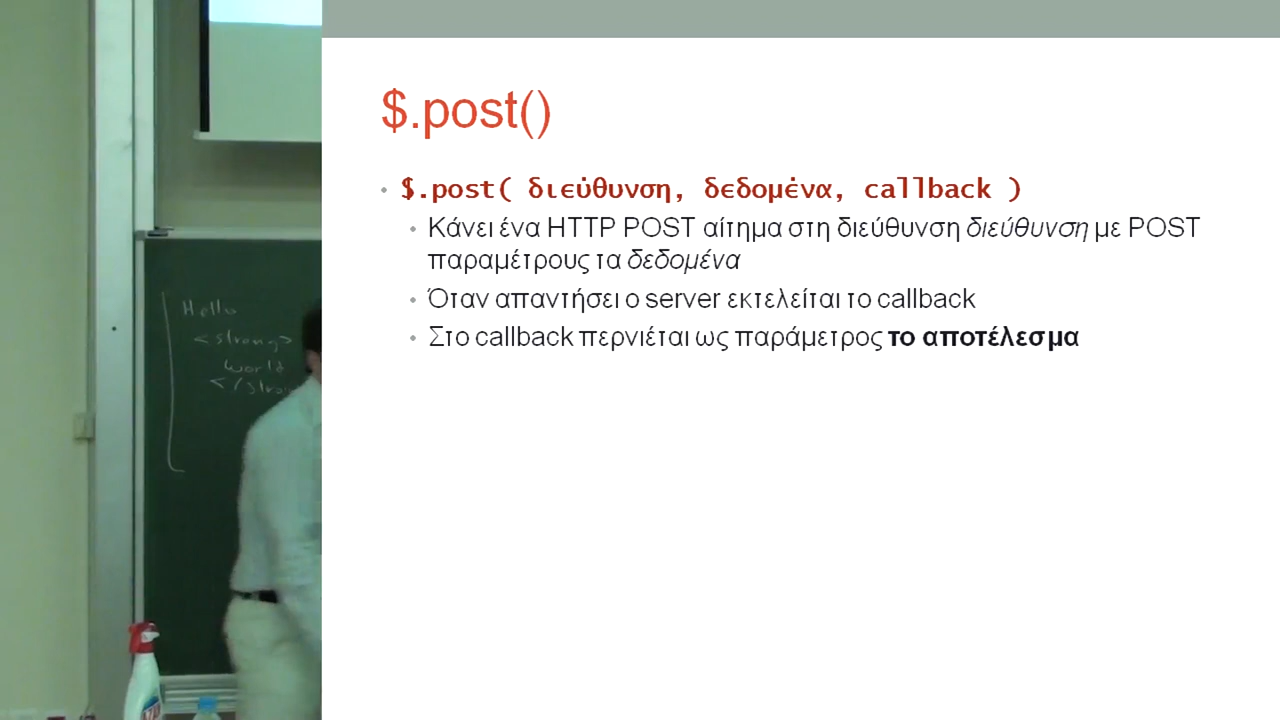 $.post()
• $.post( διεύθυνση, δεδομένα, callback )
• Κάνει ένα HTTP POST αίτημα στη διεύθυνση διεύθυνση με POST
παραμέτρους τα δεδομένα
• Όταν απαντήσει ο server εκτελείται το callback
• Στο callback περνιέται ως παράμετρος το αποτέλεσμα
Hello
<strong>
world
</stron